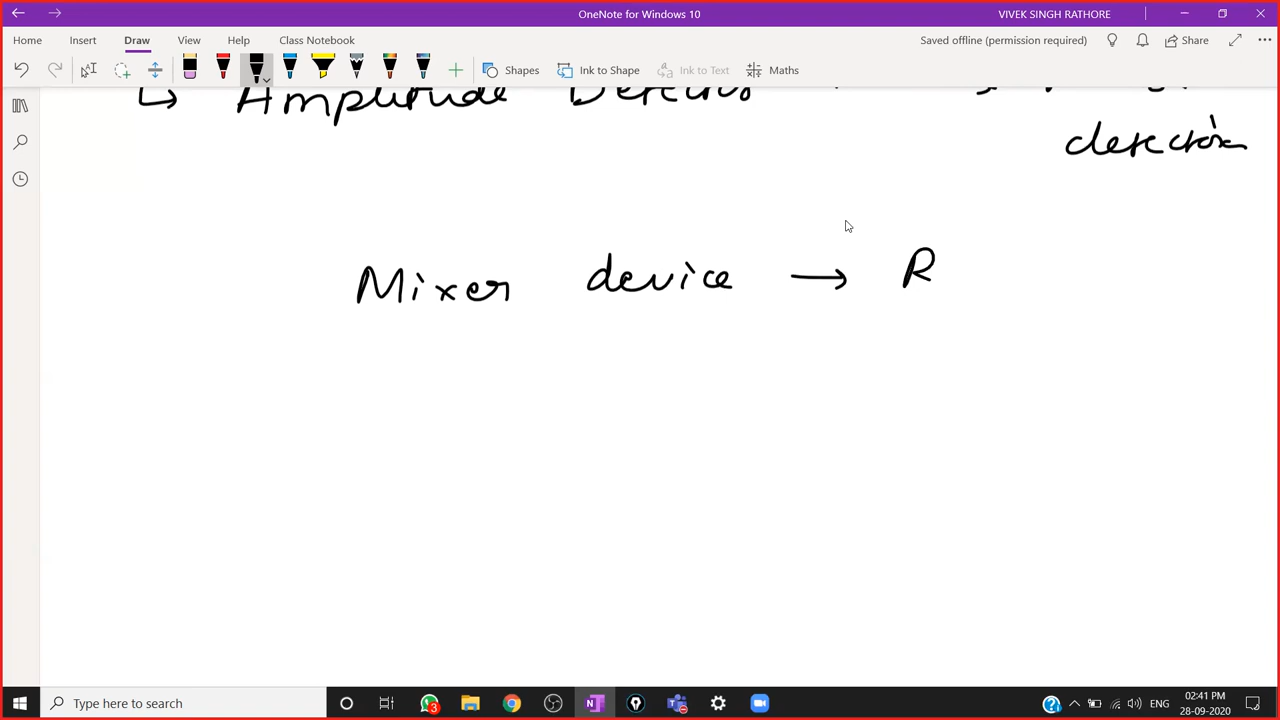 OneNote for Windows 10
VIVEK SINGH RATHORE
Home Insert Draw View Help Class Notebook
Saved offline (permission required) Share
Shapes Ink to Shape Ink to Text Maths
Amplitude
detection
Mixer device → R
Type here to search
3
ENG
02:41 PM
28-09-2020